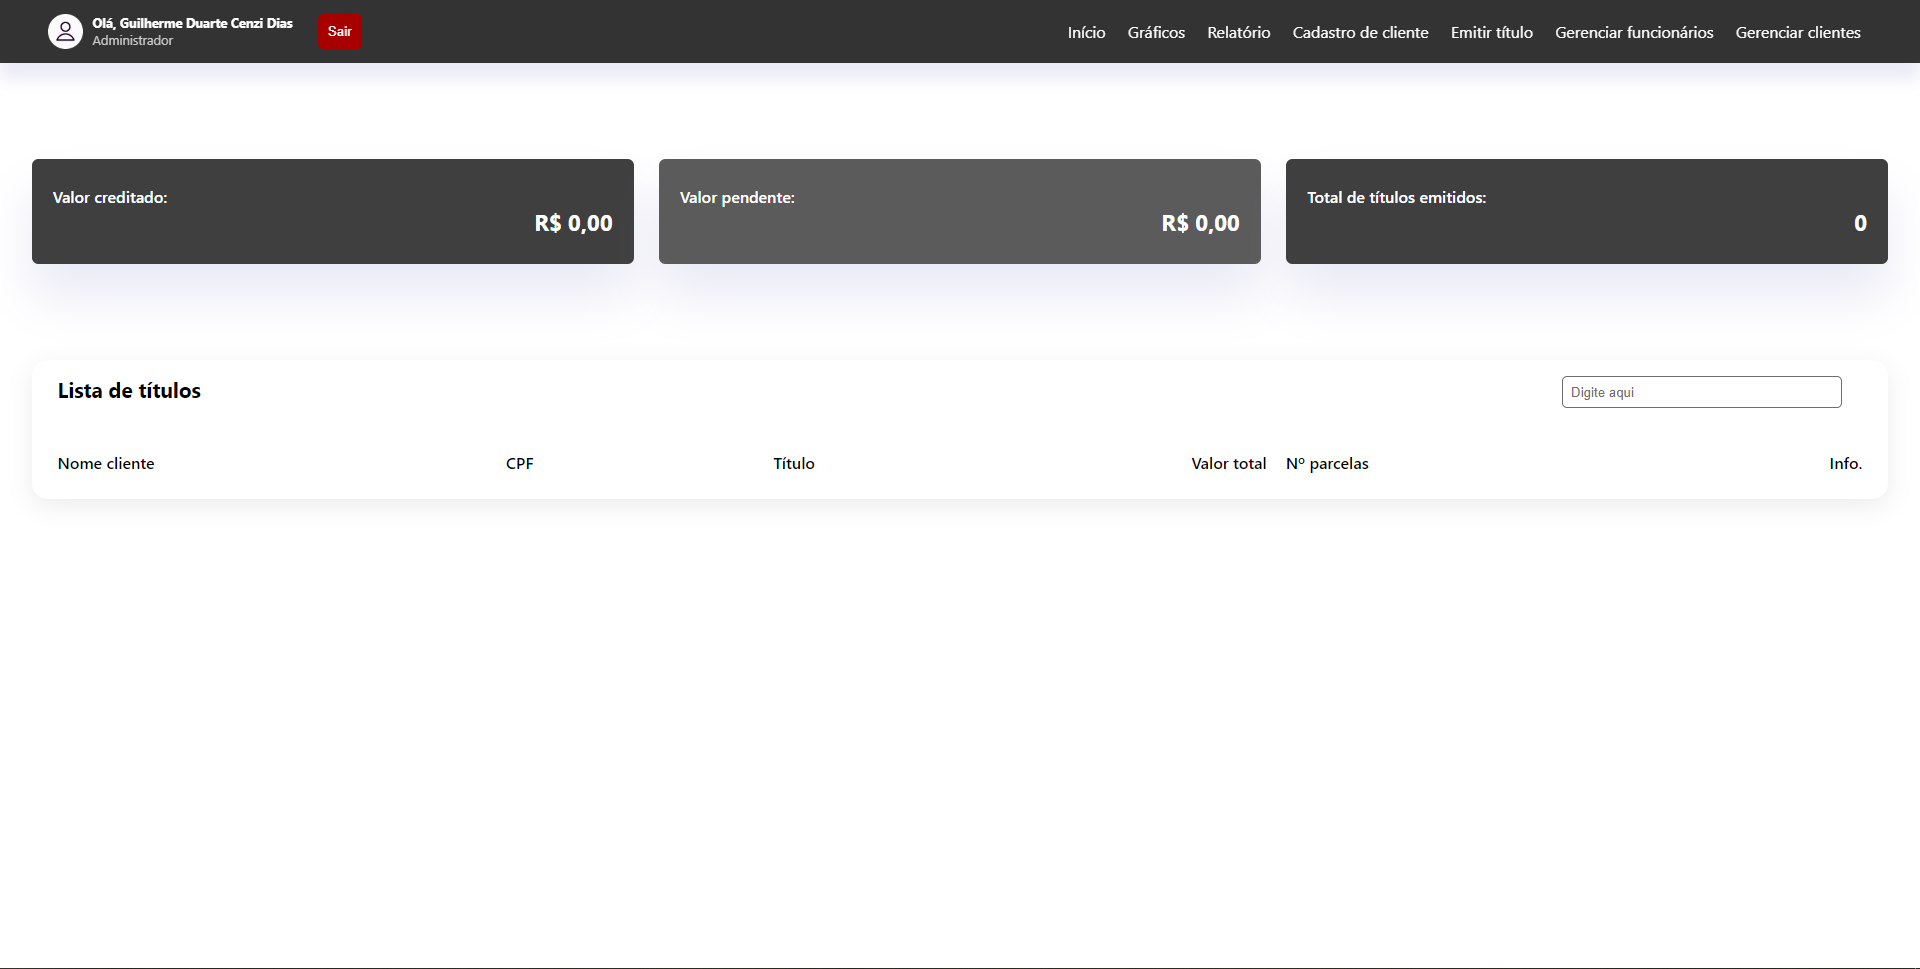 Olá, Guilherme Duarte Cenzi Dias
Administrador
Sair
Início Gráficos Relatório Cadastro de cliente Emitir título Gerenciar funcionários Gerenciar clientes
Valor creditado:
R$ 0,00
Valor pendente:
R$ 0,00
Total de títulos emitidos:
0
Lista de títulos
Digite aqui
Nome cliente CPF Título Valor total Nº parcelas Info.